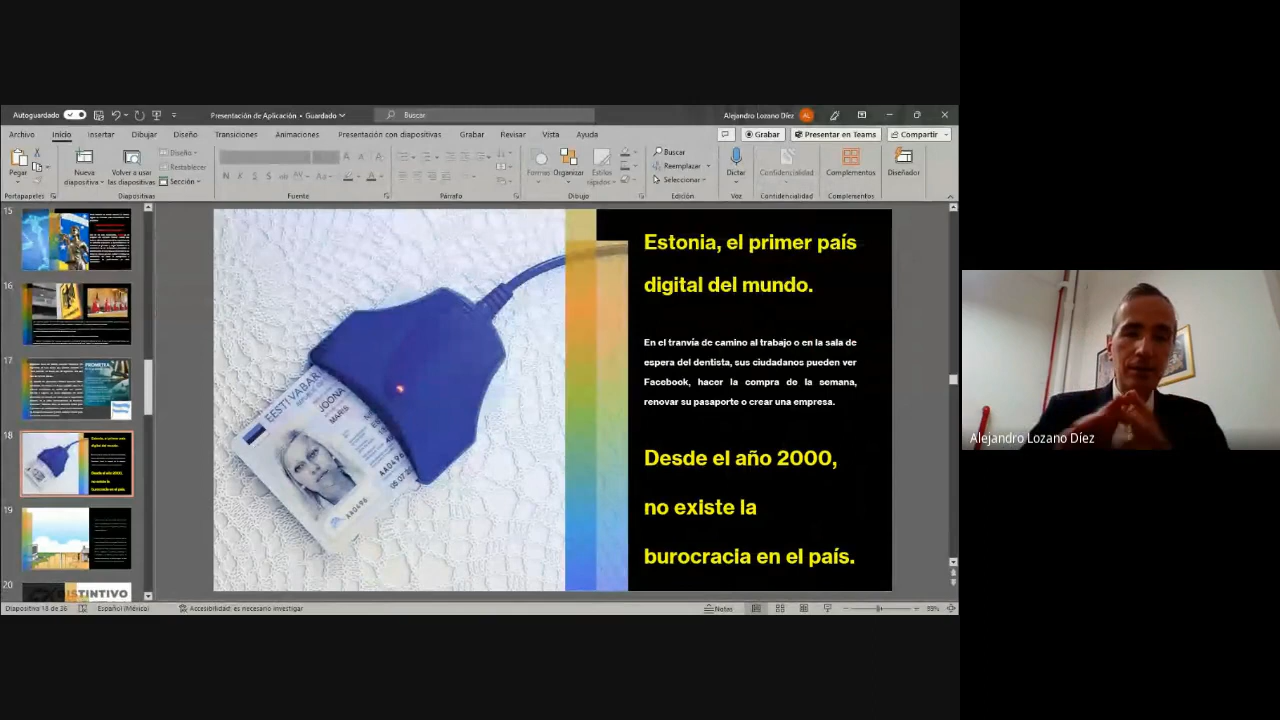 Autoguardado
Presentación de Aplicación • Guardado
Buscar
Alejandro Lozano Díez
AL
Archivo
Inicio
Insertar
Dibujar
Diseño
Transiciones
Animaciones
Presentación con diapositivas
Grabar
Revisar
Vista
Ayuda
Grabar
Presentar en Teams
Compartir
Pegar
Nueva diapositiva
Volver a usar las diapositivas
Diseño
Restablecer
Sección
Formas
Organizar
Estilos rápidos
Buscar
Reemplazar
Seleccionar
Dictar
Confidencialidad
Complementos
Diseñador
Portapapeles
Diapositivas
Fuente
Párrafo
Dibujo
Edición
Voz
Confidencialidad
Complementos
15
16
17
PROMETEA
18
19
20
DISTINTIVO
EESTIVABAR
Estonia, el primer país
digital del mundo.
En el tranvía de camino al trabajo o en la sala de
espera del dentista, sus ciudadanos pueden ver
Facebook, hacer la compra de la semana,
renovar su pasaporte o crear una empresa.
Desde el año 2000,
no existe la
burocracia en el país.
Alejandro Lozano Díez
Diapositiva 18 de 36
Español (México)
Accesibilidad: es necesario investigar
Notas